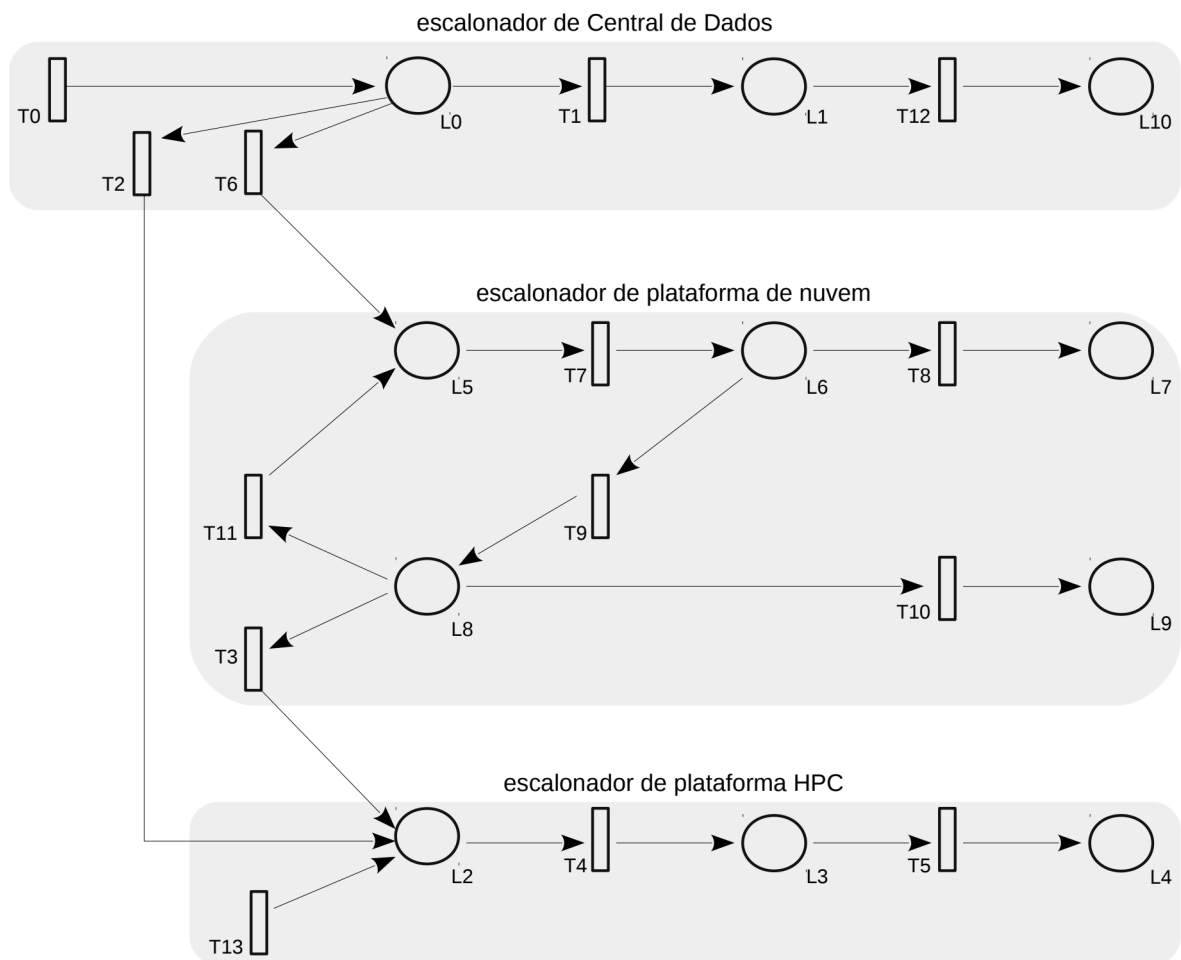 escalonador de Central de Dados
T0
L0
T1
L1
T12
L10
T2
T6
escalonador de plataforma de nuvem
L5
T7
L6
T8
L7
T11
T9
L8
T10
L9
T3
escalonador de plataforma HPC
L2
T4
L3
T5
L4
T13